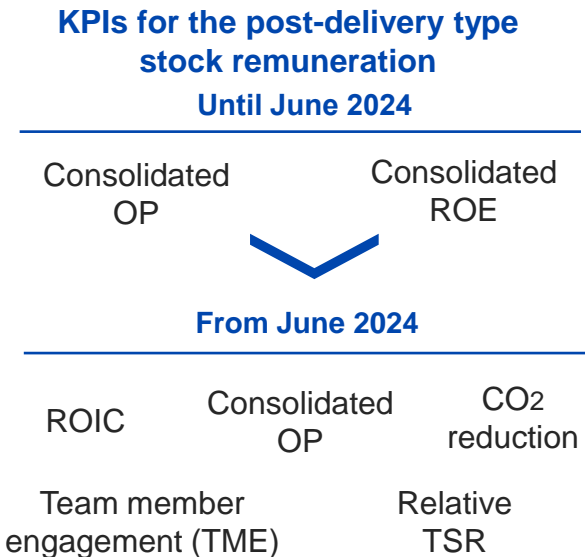 KPIs for the post-delivery type
stock remuneration
Until June 2024
Consolidated
OP
Consolidated
ROE
From June 2024
ROIC
Consolidated
OP
CO2
reduction
Team member
engagement (TME)
Relative
TSR